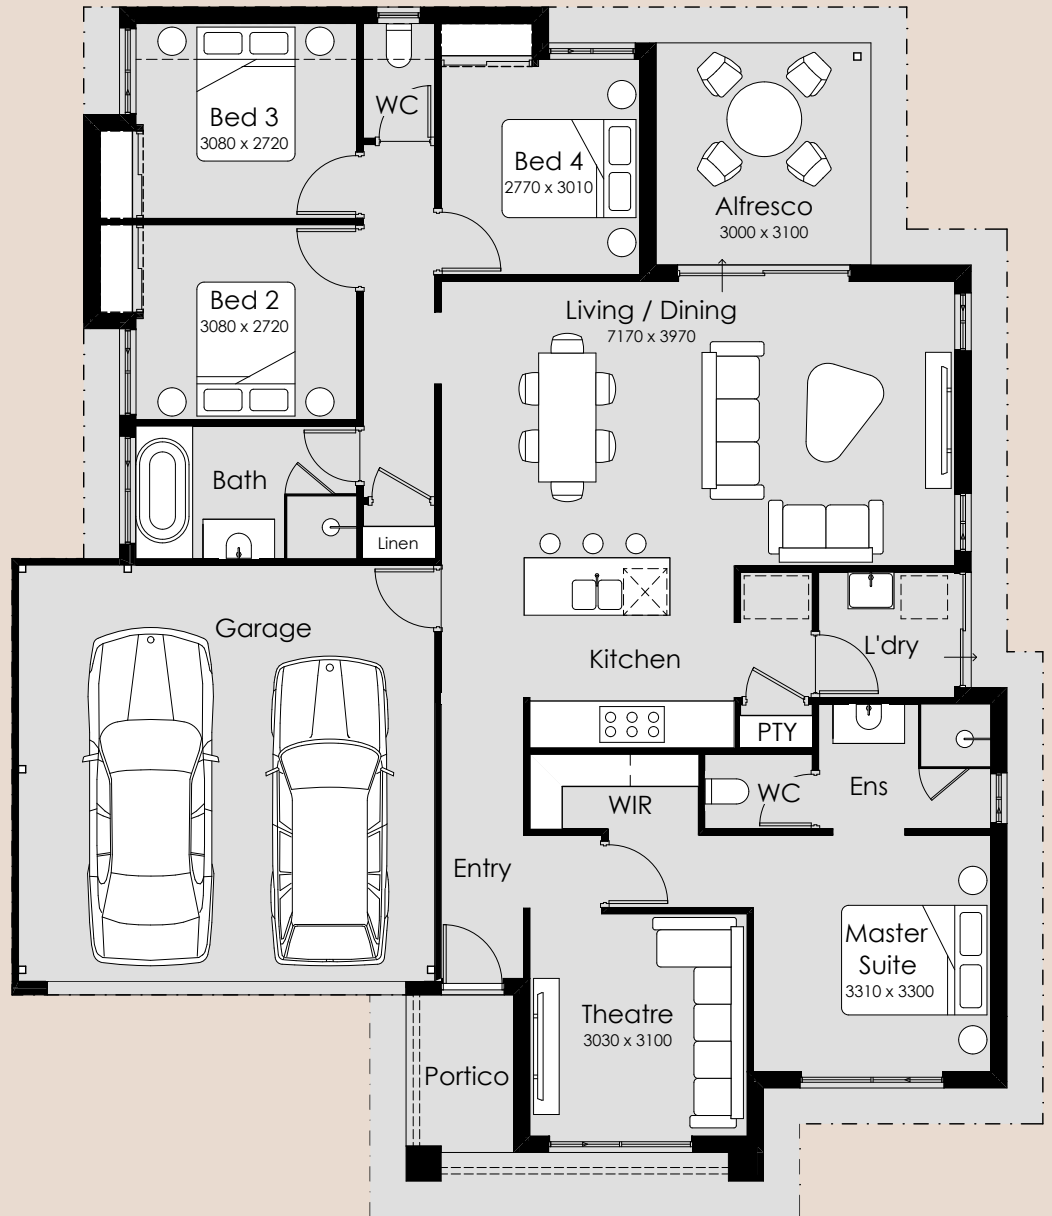 Bed 3
3080 x 2720
WC
Bed 4
2770 x 3010
Alfresco
3000 x 3100
Bed 2
3080 x 2720
Living / Dining
7170 x 3970
Bath
Linen
Garage
Kitchen
L'dry
PTY
WIR
WC
Ens
Entry
Master
Suite
3310 x 3300
Theatre
3030 x 3100
Portico